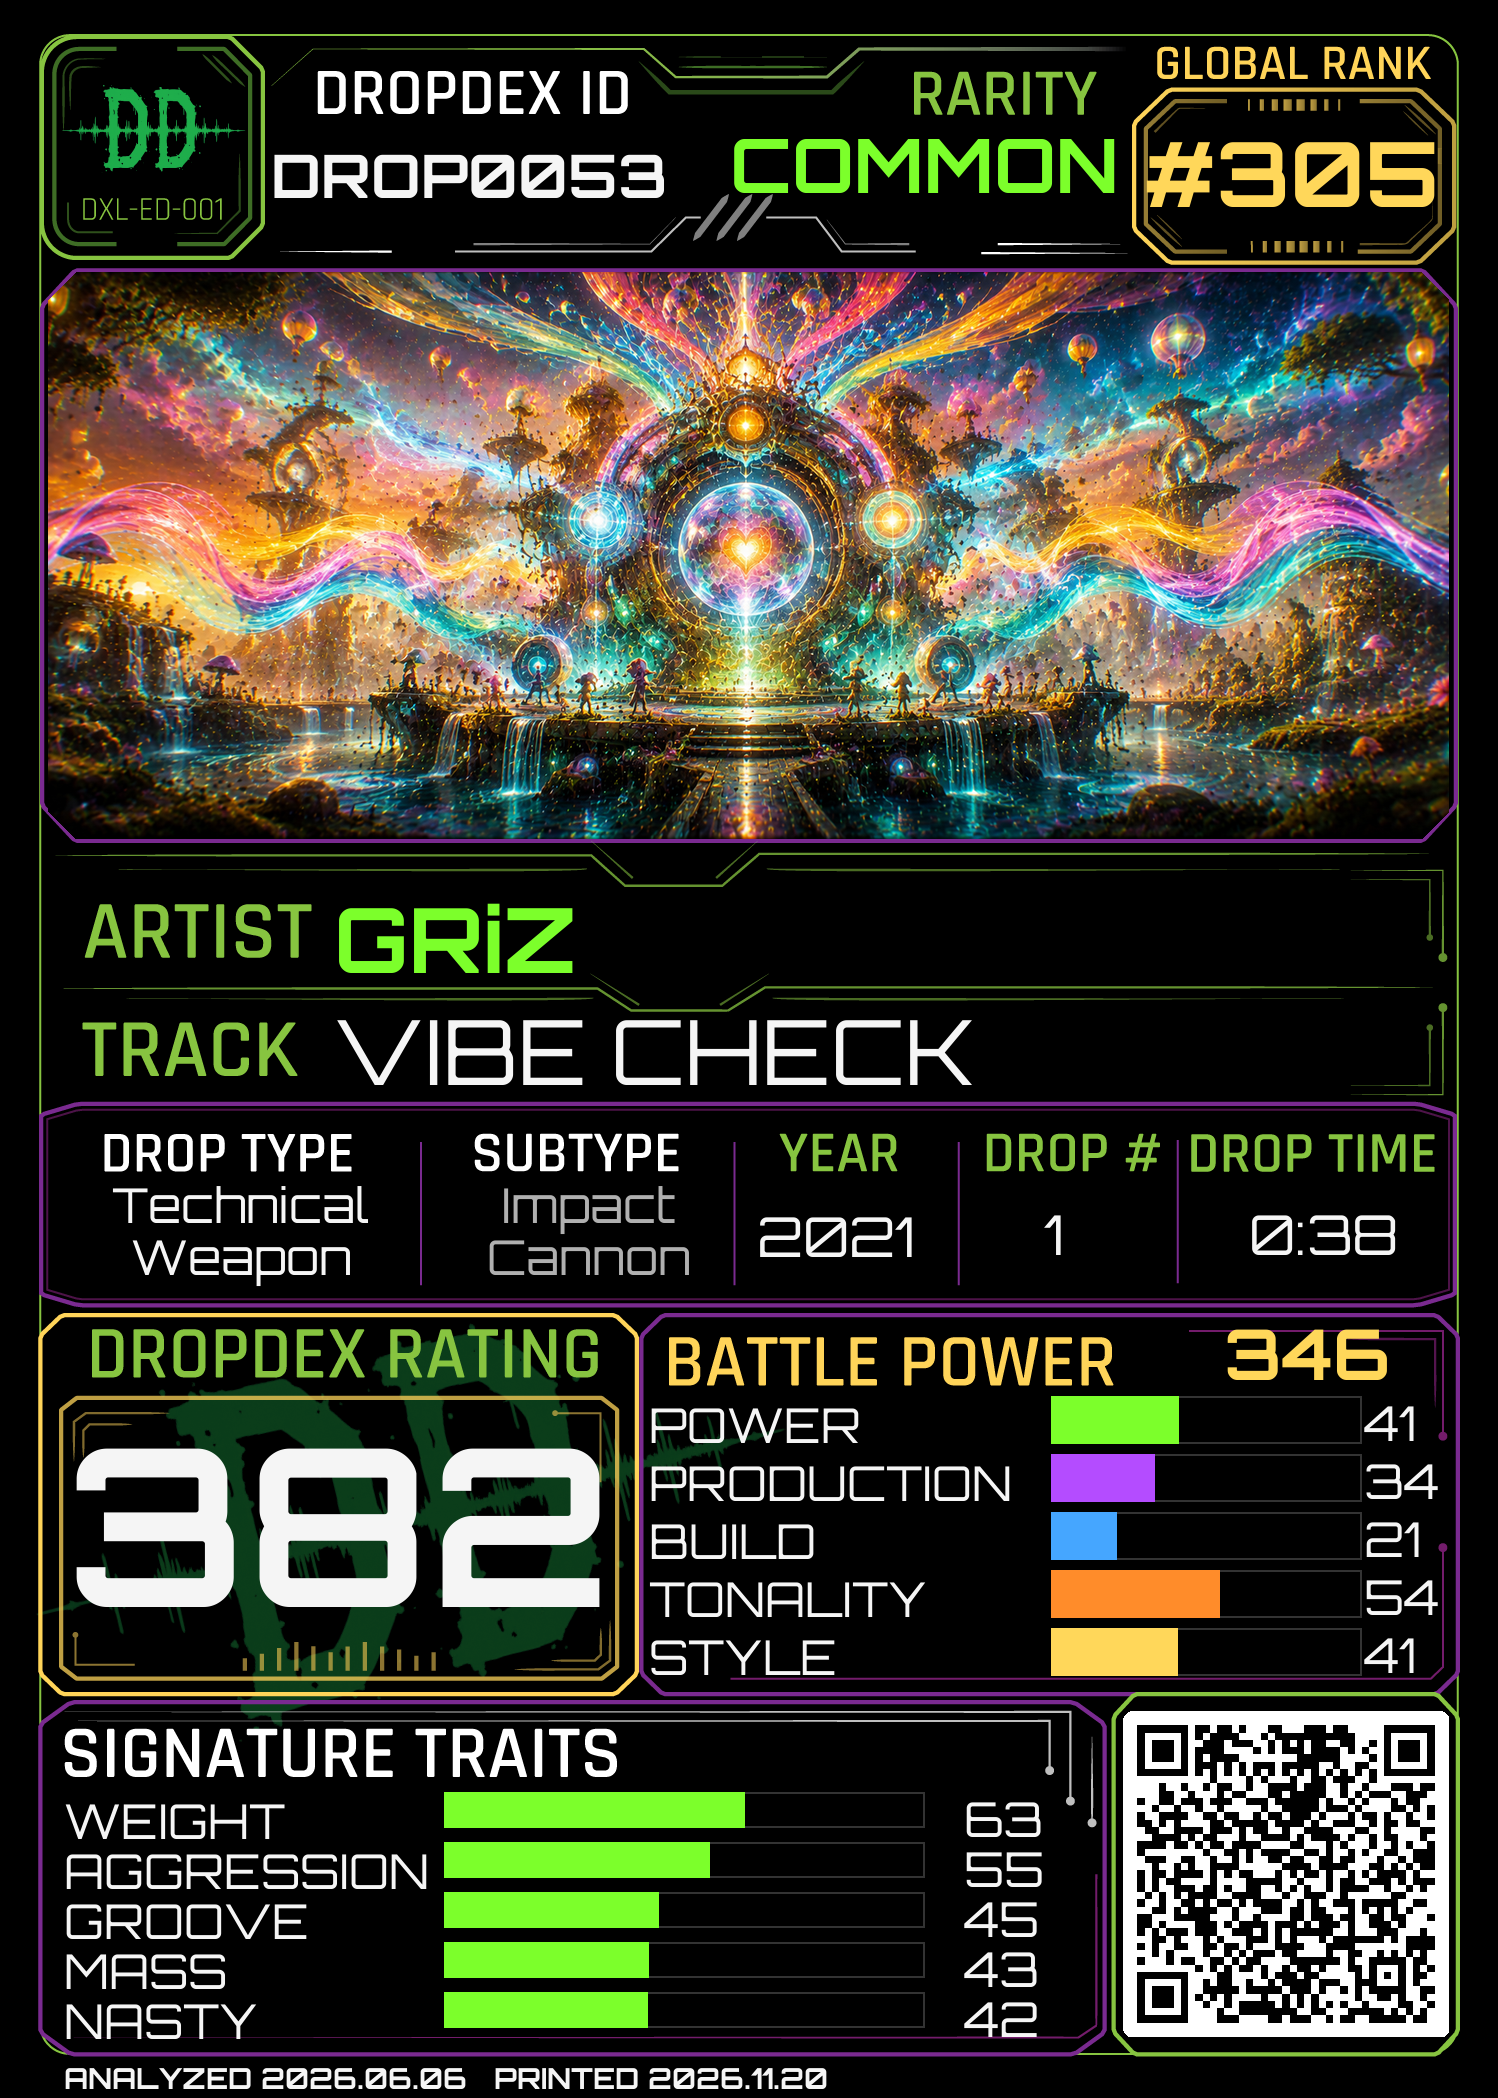 DD
DXL-ED-001
DROPDEX ID
DROP0053
RARITY
COMMON
GLOBAL RANK
#305
ARTIST GRiZ
TRACK VIBE CHECK
DROP TYPE
Technical
Weapon
SUBTYPE
Impact
Cannon
YEAR
2021
DROP #
1
DROP TIME
0:38
DROPDEX RATING
382
BATTLE POWER 346
POWER 41
PRODUCTION 34
BUILD 21
TONALITY 54
STYLE 41
SIGNATURE TRAITS
WEIGHT 63
AGGRESSION 55
GROOVE 45
MASS 43
NASTY 42
ANALYZED 2026.06.06 PRINTED 2026.11.20